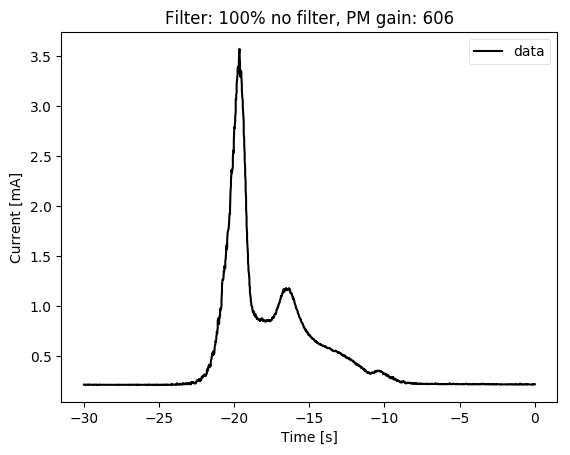 Filter: 100% no filter, PM gain: 606
data
Current [mA]
3.5
3.0
2.5
2.0
1.5
1.0
0.5
−30 −25 −20 −15 −10 −5 0
Time [s]